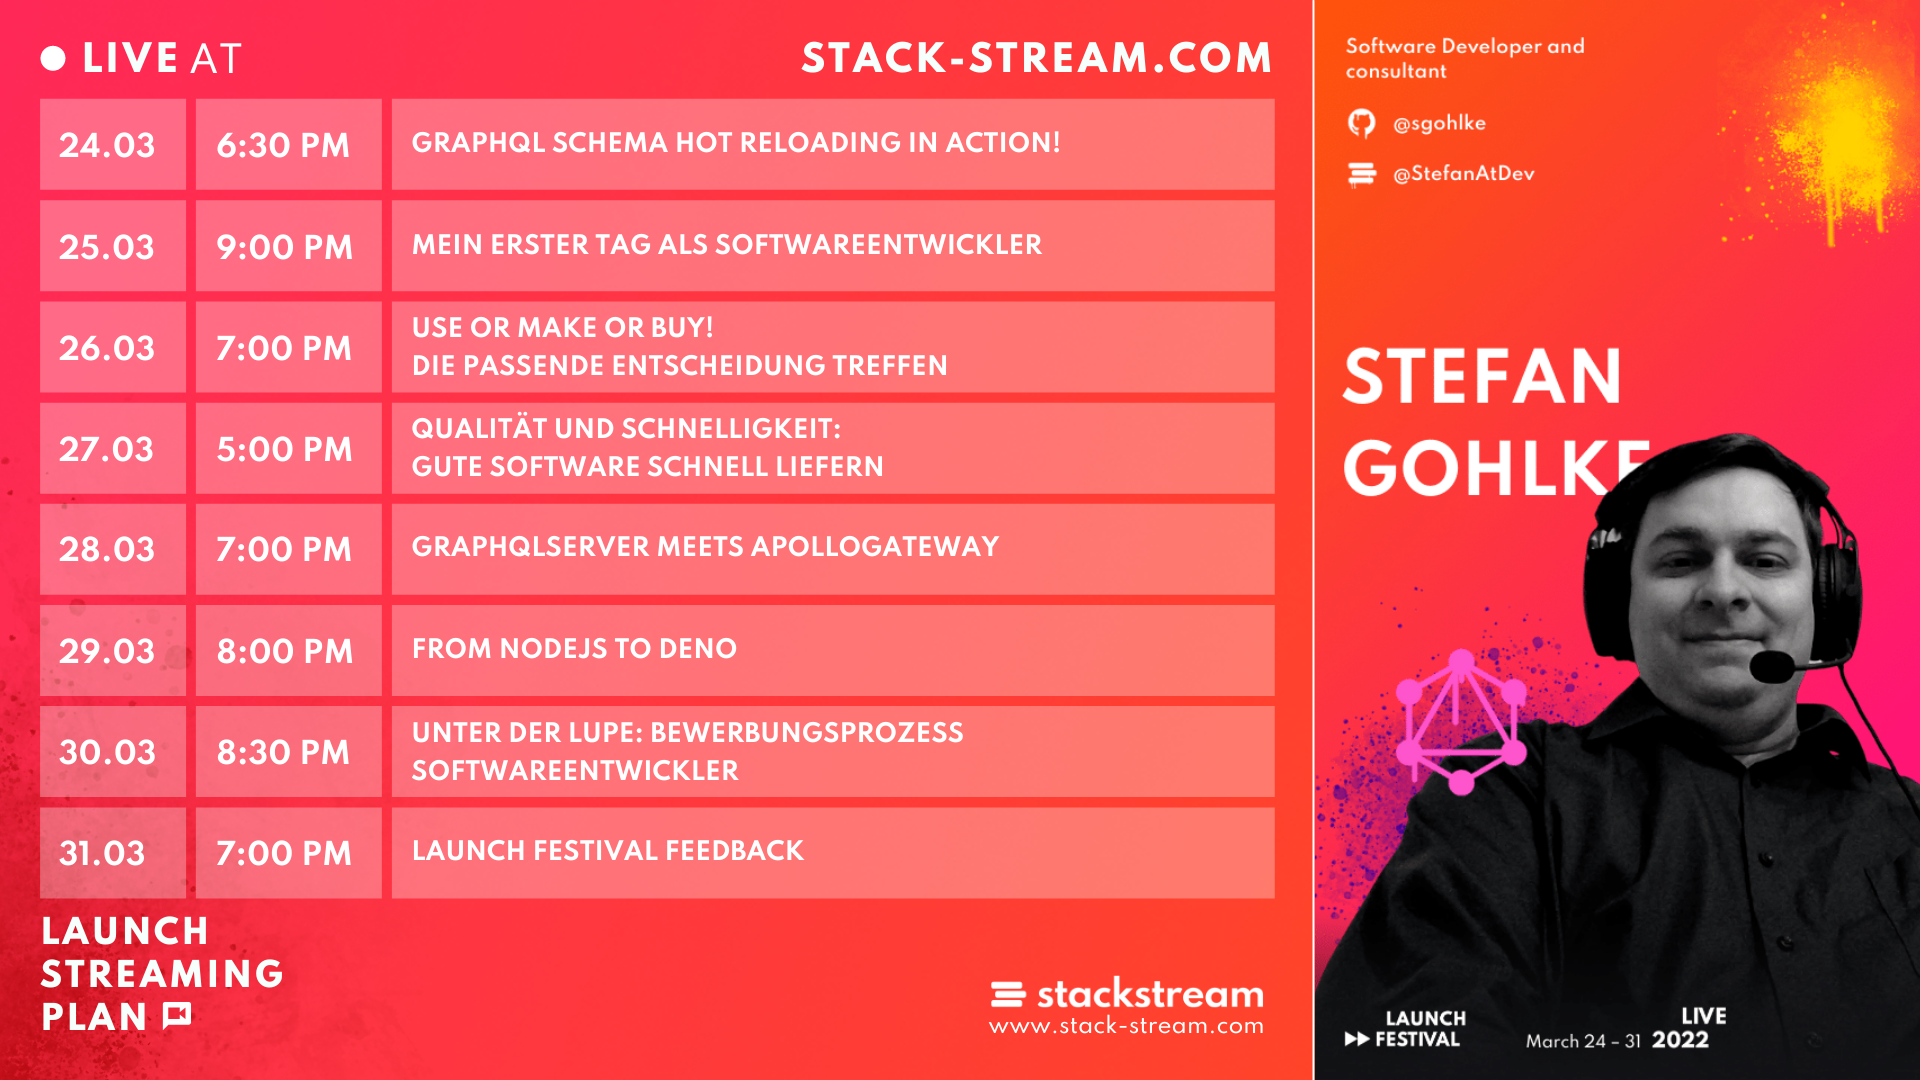 LIVE AT
STACK-STREAM.COM
24.03
6:30 PM
GRAPHQL SCHEMA HOT RELOADING IN ACTION!
25.03
9:00 PM
MEIN ERSTER TAG ALS SOFTWAREENTWICKLER
26.03
7:00 PM
USE OR MAKE OR BUY!
DIE PASSENDE ENTSCHEIDUNG TREFFEN
27.03
5:00 PM
QUALITÄT UND SCHNELLIGKEIT:
GUTE SOFTWARE SCHNELL LIEFERN
28.03
7:00 PM
GRAPHQLSERVER MEETS APOLLOGATEWAY
29.03
8:00 PM
FROM NODEJS TO DENO
30.03
8:30 PM
UNTER DER LUPE: BEWERBUNGSPROZESS
SOFTWAREENTWICKLER
31.03
7:00 PM
LAUNCH FESTIVAL FEEDBACK
LAUNCH
STREAMING
PLAN
stackstream
www.stack-stream.com
Software Developer and
consultant
@sgohlke
@StefanAtDev
STEFAN
GOHLKE
LAUNCH
FESTIVAL
LIVE
March 24 – 31 2022